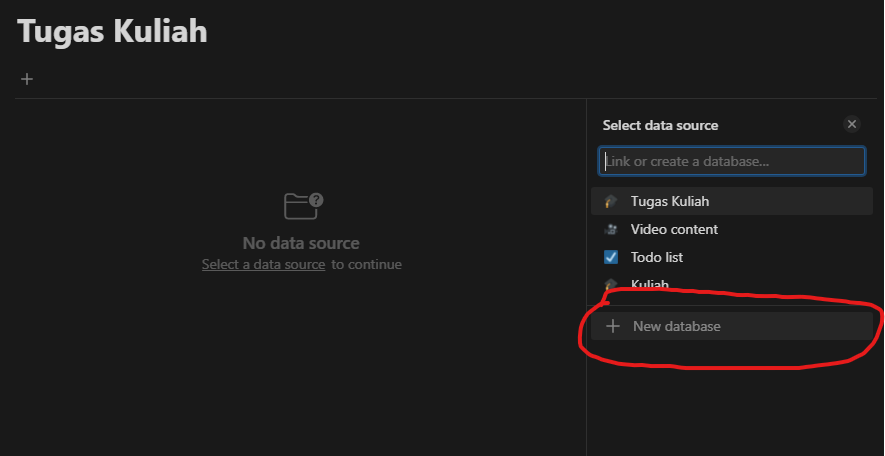 Tugas Kuliah
No data source
Select a data source to continue
Select data source
Link or create a database...
Tugas Kuliah
Video content
Todo list
Kuliah
New database